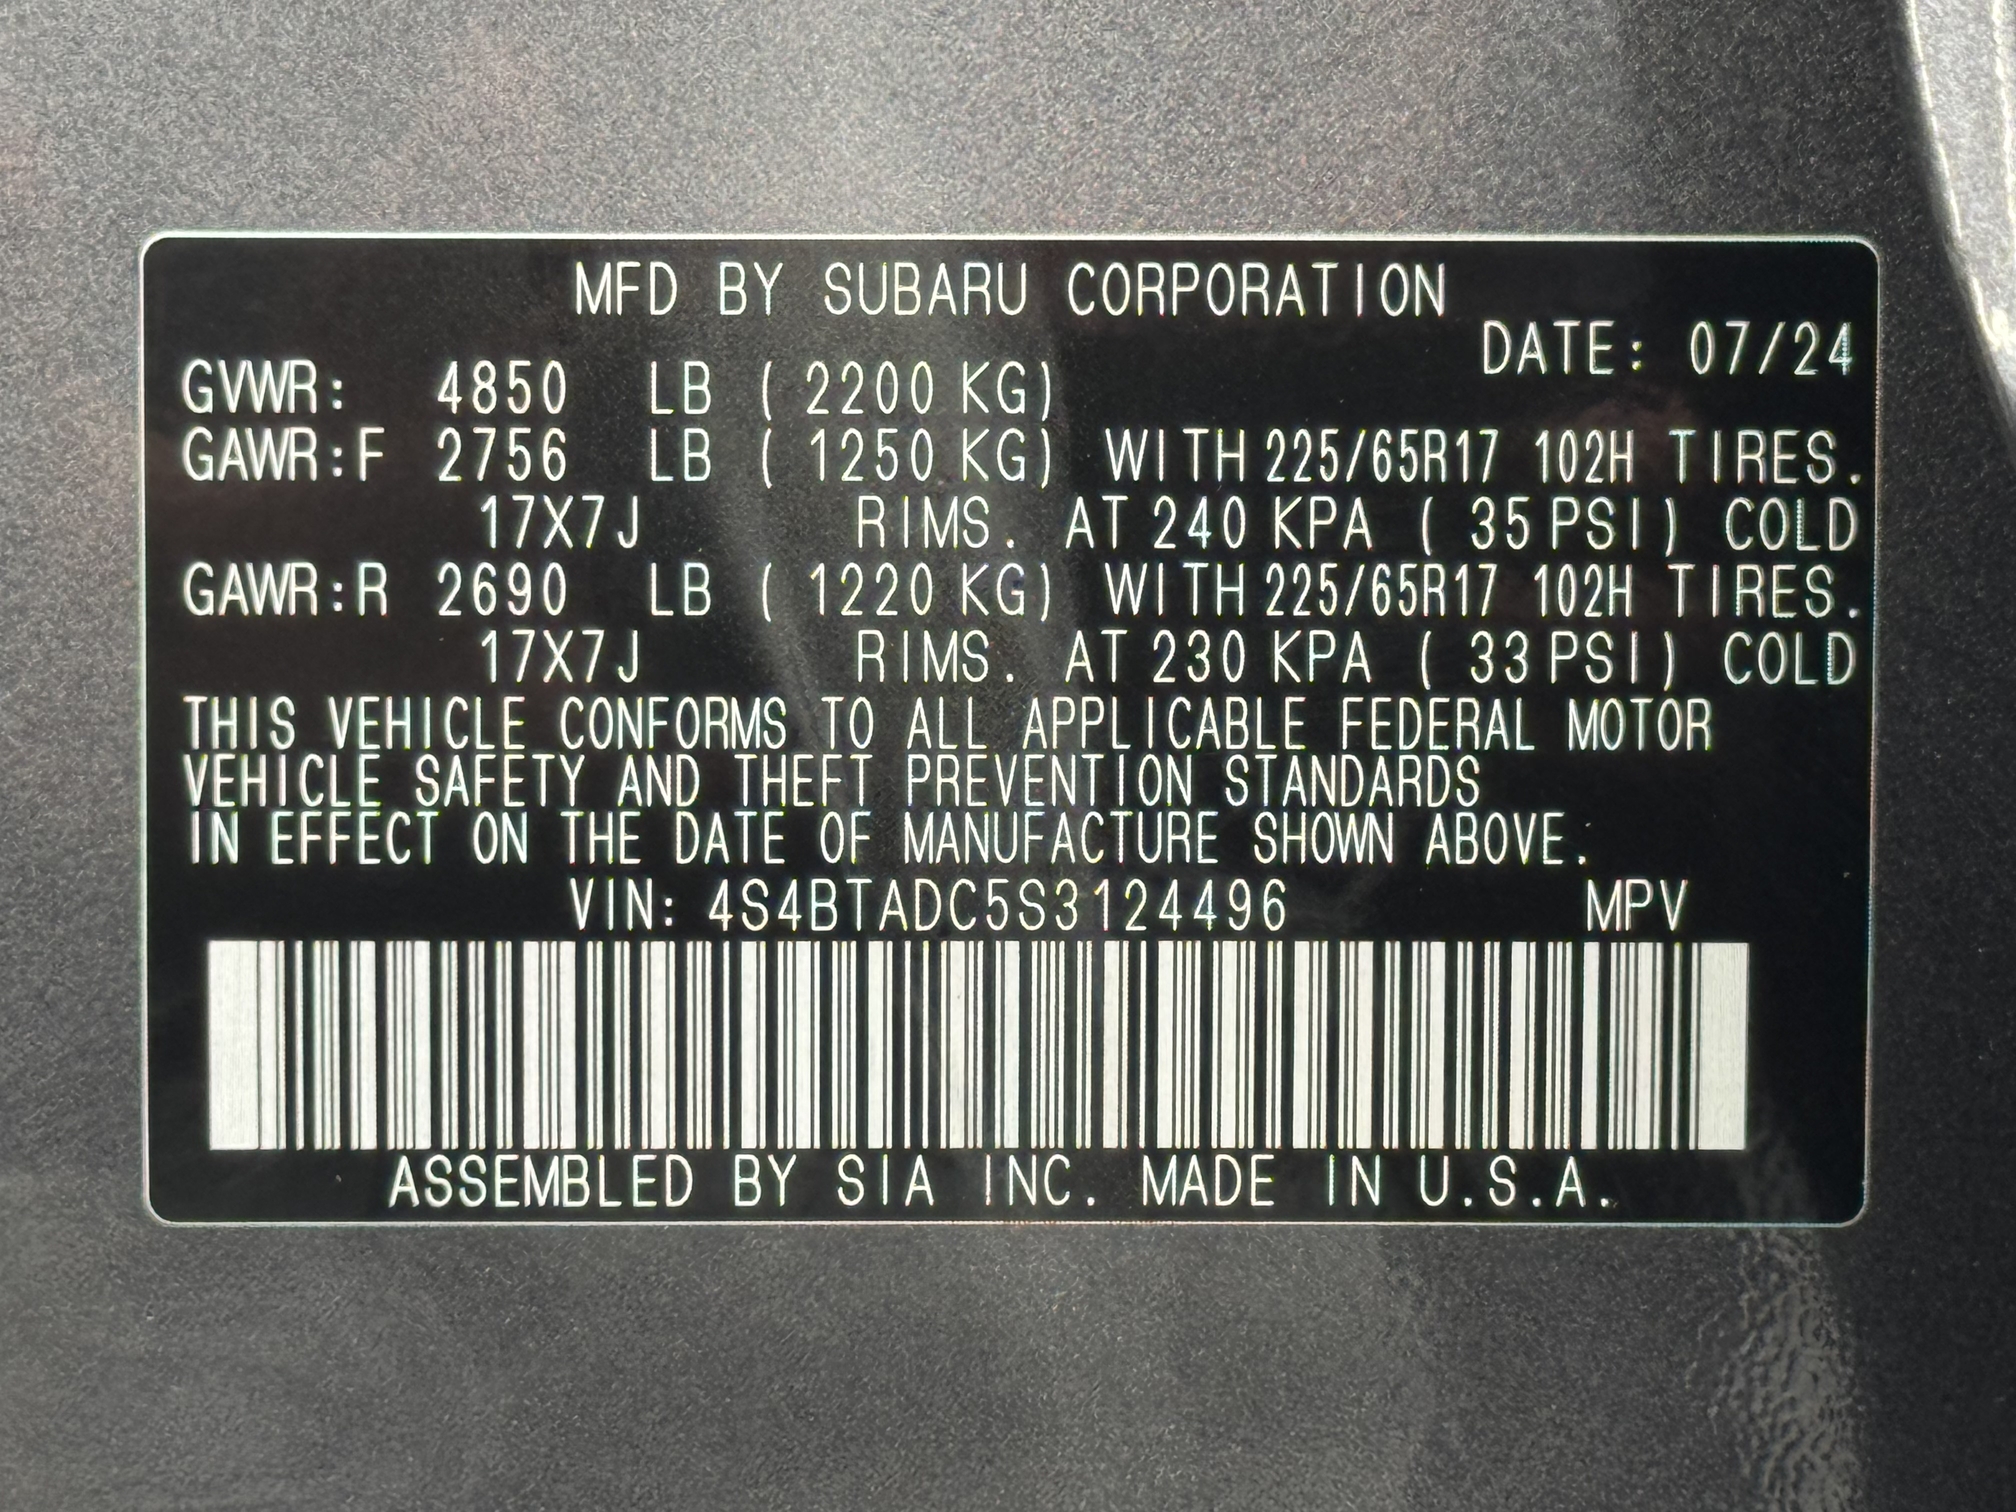 MFD BY SUBARU CORPORATION
DATE: 07/24
GVWR: 4850 LB ( 2200 KG)
GAWR:F 2756 LB ( 1250 KG) WITH 225/65R17 102H TIRES.
17X7J RIMS. AT 240 KPA ( 35 PSI) COLD
GAWR:R 2690 LB ( 1220 KG) WITH 225/65R17 102H TIRES.
17X7J RIMS. AT 230 KPA ( 33 PSI) COLD
THIS VEHICLE CONFORMS TO ALL APPLICABLE FEDERAL MOTOR
VEHICLE SAFETY AND THEFT PREVENTION STANDARDS
IN EFFECT ON THE DATE OF MANUFACTURE SHOWN ABOVE.
VIN: 4S4BTADC5S3124496 MPV
ASSEMBLED BY SIA INC. MADE IN U.S.A.